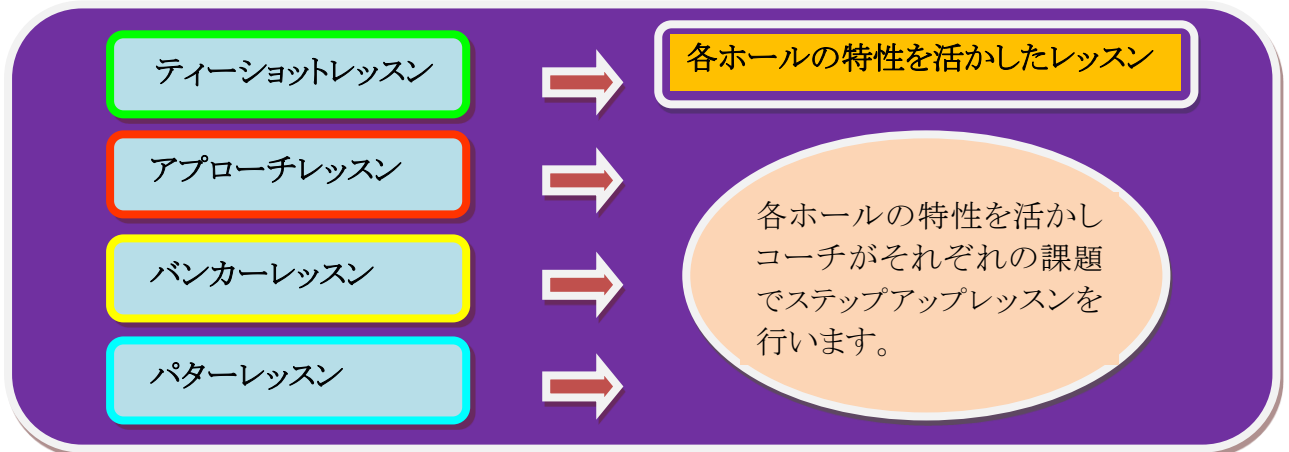 ティーショットレッスン
アプローチレッスン
バンカーレッスン
パターレッスン
各ホールの特性を活かしたレッスン
各ホールの特性を活かし
コーチがそれぞれの課題
でステップアップレッスンを
行います。